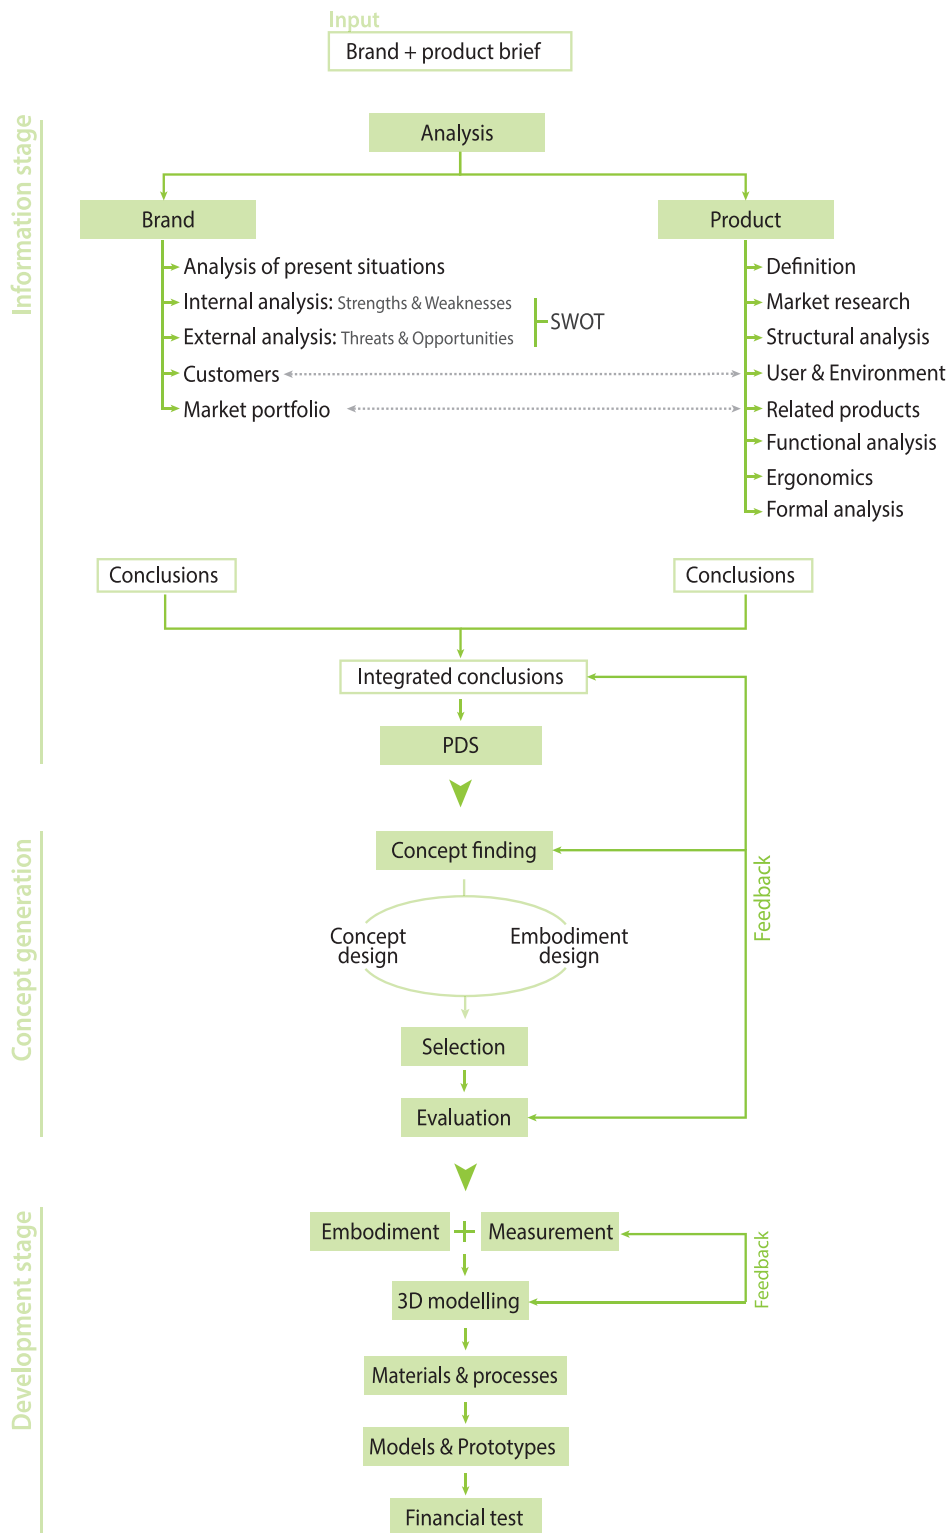 Input
Brand + product brief
Information stage
Analysis
Brand
Product
Analysis of present situations
Internal analysis: Strengths & Weaknesses
External analysis: Threats & Opportunities
SWOT
Customers
Market portfolio
Definition
Market research
Structural analysis
User & Environment
Related products
Functional analysis
Ergonomics
Formal analysis
Conclusions
Conclusions
Integrated conclusions
PDS
Concept generation
Concept finding
Feedback
Concept
design
Embodiment
design
Selection
Evaluation
Development stage
Embodiment + Measurement
Feedback
3D modelling
Materials & processes
Models & Prototypes
Financial test